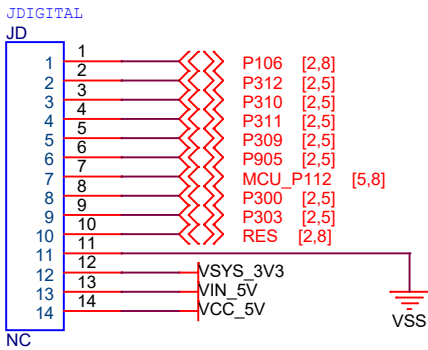 JDIGITAL
JD
1 1 P106 [2,8]
2 2 P312 [2,5]
3 3 P310 [2,5]
4 4 P311 [2,5]
5 5 P309 [2,5]
6 6 P905 [2,5]
7 7 MCU_P112 [5,8]
8 8 P300 [2,5]
9 9 P303 [2,5]
10 10 RES [2,8]
11 11
12 12 VSYS_3V3
13 13 VIN_5V
14 14 VCC_5V
VSS
NC